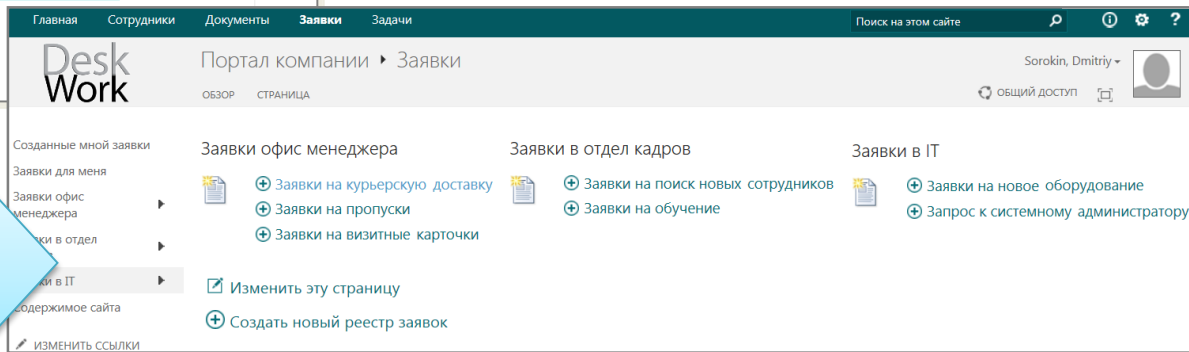 Главная Сотрудники Документы Заявки Задачи Поиск на этом сайте ?
Desk
Work
Портал компании Заявки
Sorokin, Dmitriy
ОБЗОР СТРАНИЦА
ОБЩИЙ ДОСТУП
Созданные мной заявки
Заявки для меня
Заявки офис
менеджера
в отдел
в IT
Содержимое сайта
ИЗМЕНИТЬ ССЫЛКИ
Заявки офис менеджера
Заявки на курьерскую доставку
Заявки на пропуски
Заявки на визитные карточки
Заявки в отдел кадров
Заявки на поиск новых сотрудников
Заявки на обучение
Заявки в IT
Заявки на новое оборудование
Запрос к системному администратору
Изменить эту страницу
Создать новый реестр заявок